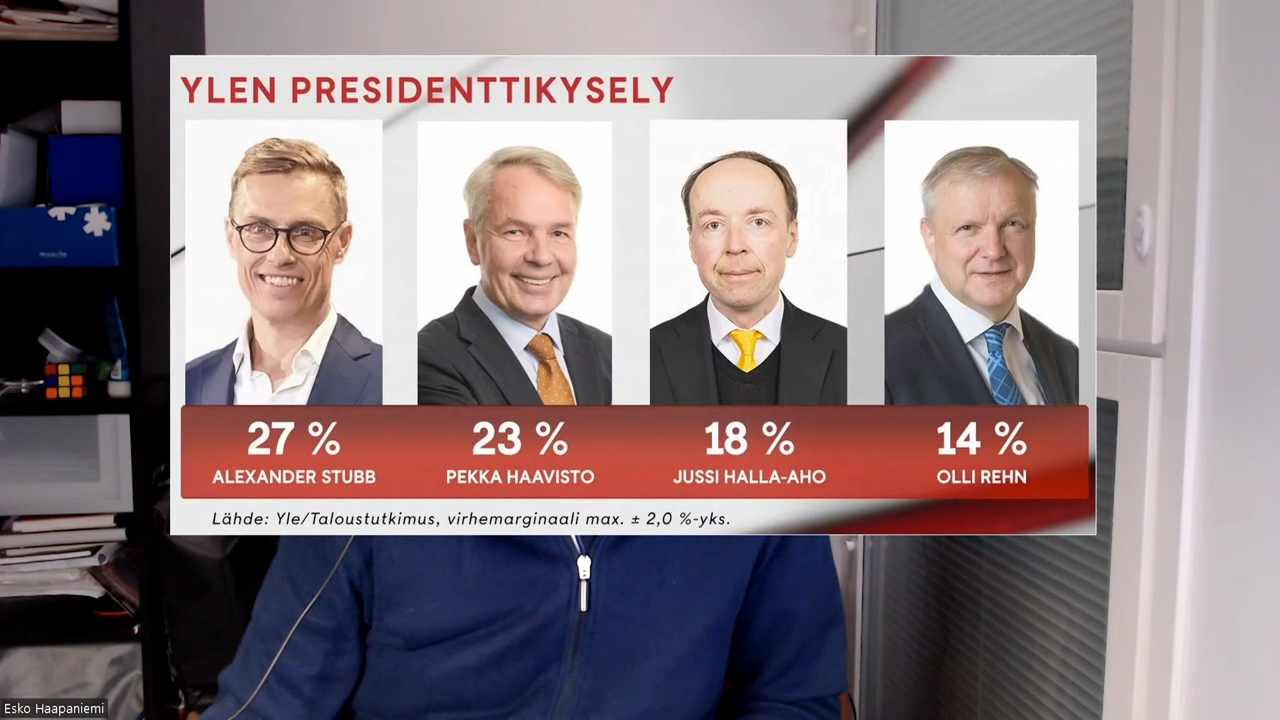 YLEN PRESIDENTTIKYSELY
27 % 23 % 18 % 14 %
ALEXANDER STUBB PEKKA HAAVISTO JUSSI HALLA-AHO OLLI REHN
Lähde: Yle/Taloustutkimus, virhemarginaali max. ± 2,0 %-yks.
Esko Haapaniemi